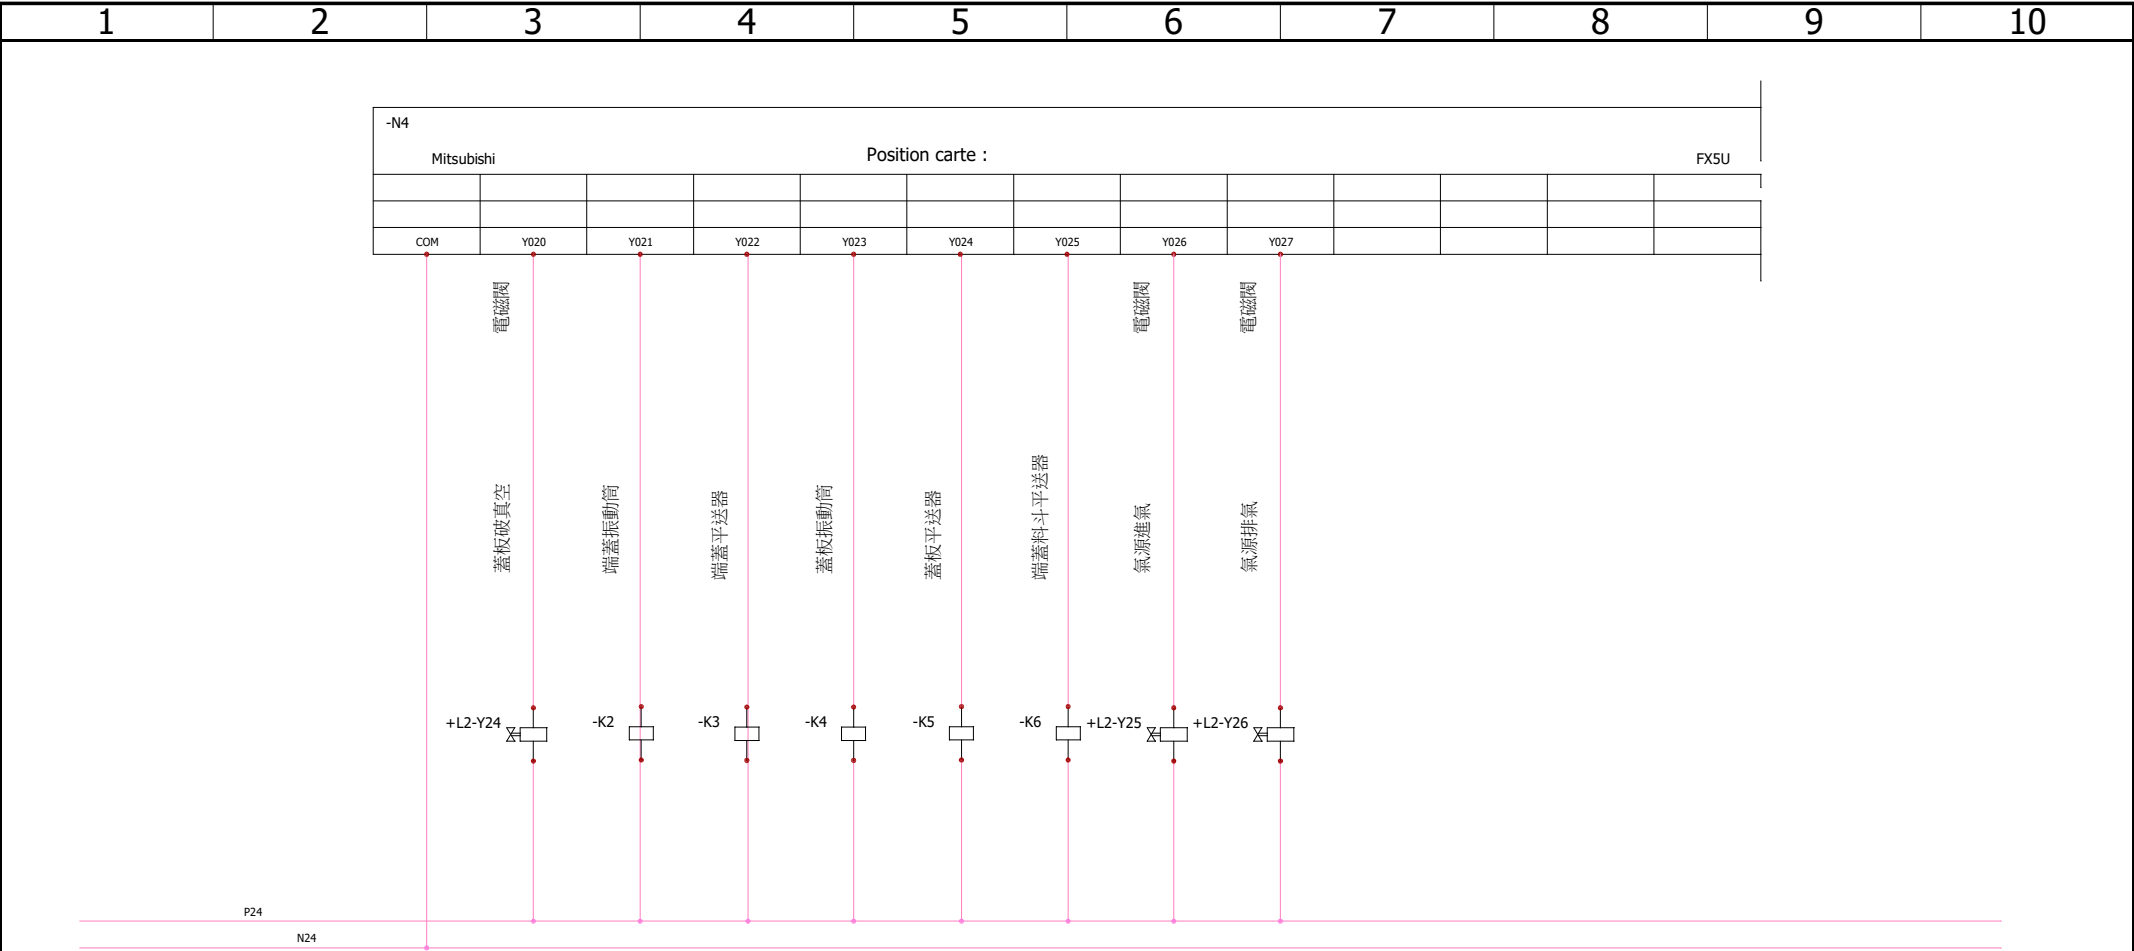 1 2 3 4 5 6 7 8 9 10
-N4
Mitsubishi Position carte : FX5U
COM Y020 Y021 Y022 Y023 Y024 Y025 Y026 Y027
電磁閥 電磁閥 電磁閥
蓋板破真空 端蓋振動筒 端蓋平送器 蓋板振動筒 蓋板平送器 端蓋料斗平送器 氣源進氣 氣源排氣
+L2-Y24 -K2 -K3 -K4 -K5 -K6 +L2-Y25 +L2-Y26
P24
N24